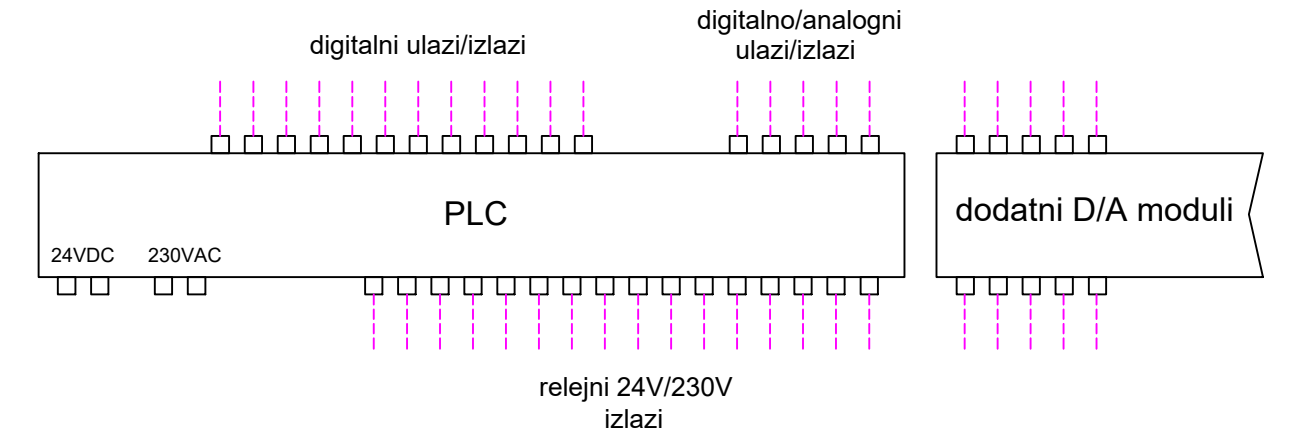 digitalni ulazi/izlazi
digitalno/analogni
ulazi/izlazi
PLC
dodatni D/A moduli
24VDC
230VAC
relejni 24V/230V
izlazi